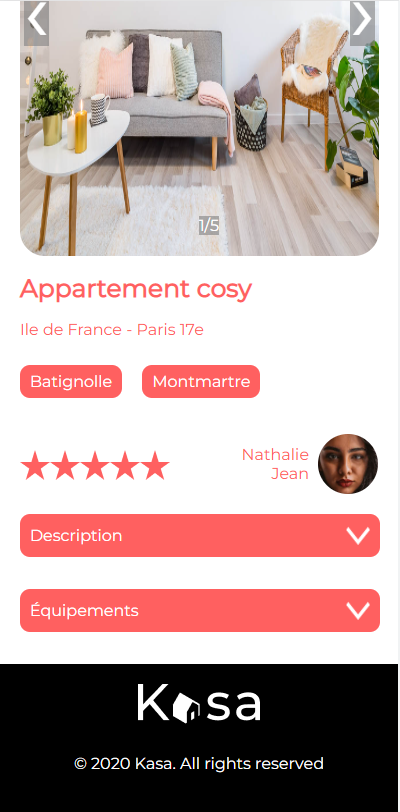 1/5
Appartement cosy
Ile de France - Paris 17e
Batignolle
Montmartre
Nathalie
Jean
Description
Équipements
Kasa
© 2020 Kasa. All rights reserved